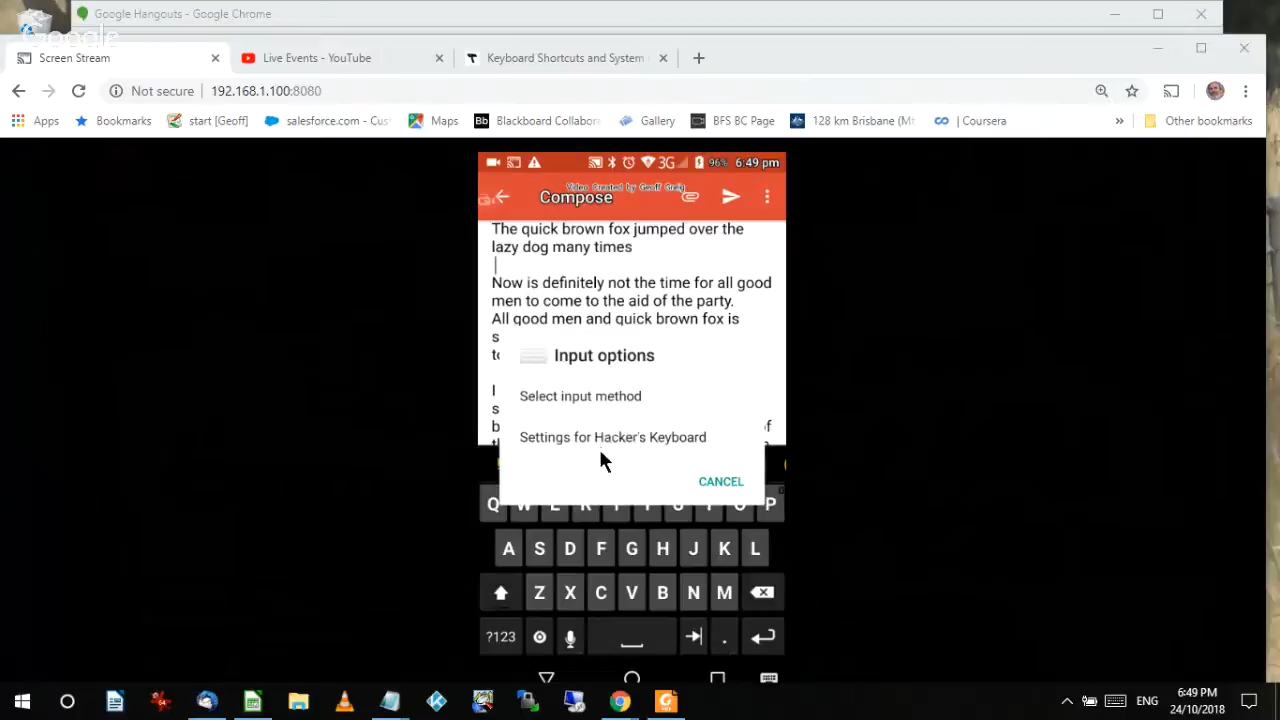 Google Hangouts - Google Chrome
Google
Screen Stream
Live Events - YouTube
Keyboard Shortcuts and System
Not secure
192.168.1.100:8080
Apps
Bookmarks
start [Geoff]
salesforce.com - Cus
Maps
Bb
Blackboard Collabora
Gallery
BFS BC Page
128 km Brisbane (Mt
| Coursera
»
Other bookmarks
3G
96%
6:49 pm
Video Created by Geoff Greig
Compose
The quick brown fox jumped over the
lazy dog many times
Now is definitely not the time for all good
men to come to the aid of the party.
All good men and quick brown fox is
s
I
s
b
Input options
Select input method
Settings for Hacker's Keyboard
CANCEL
Q W E R T Y U I O P
A S D F G H J K L
Z X C V B N M
?123
.
ENG
6:49 PM
24/10/2018